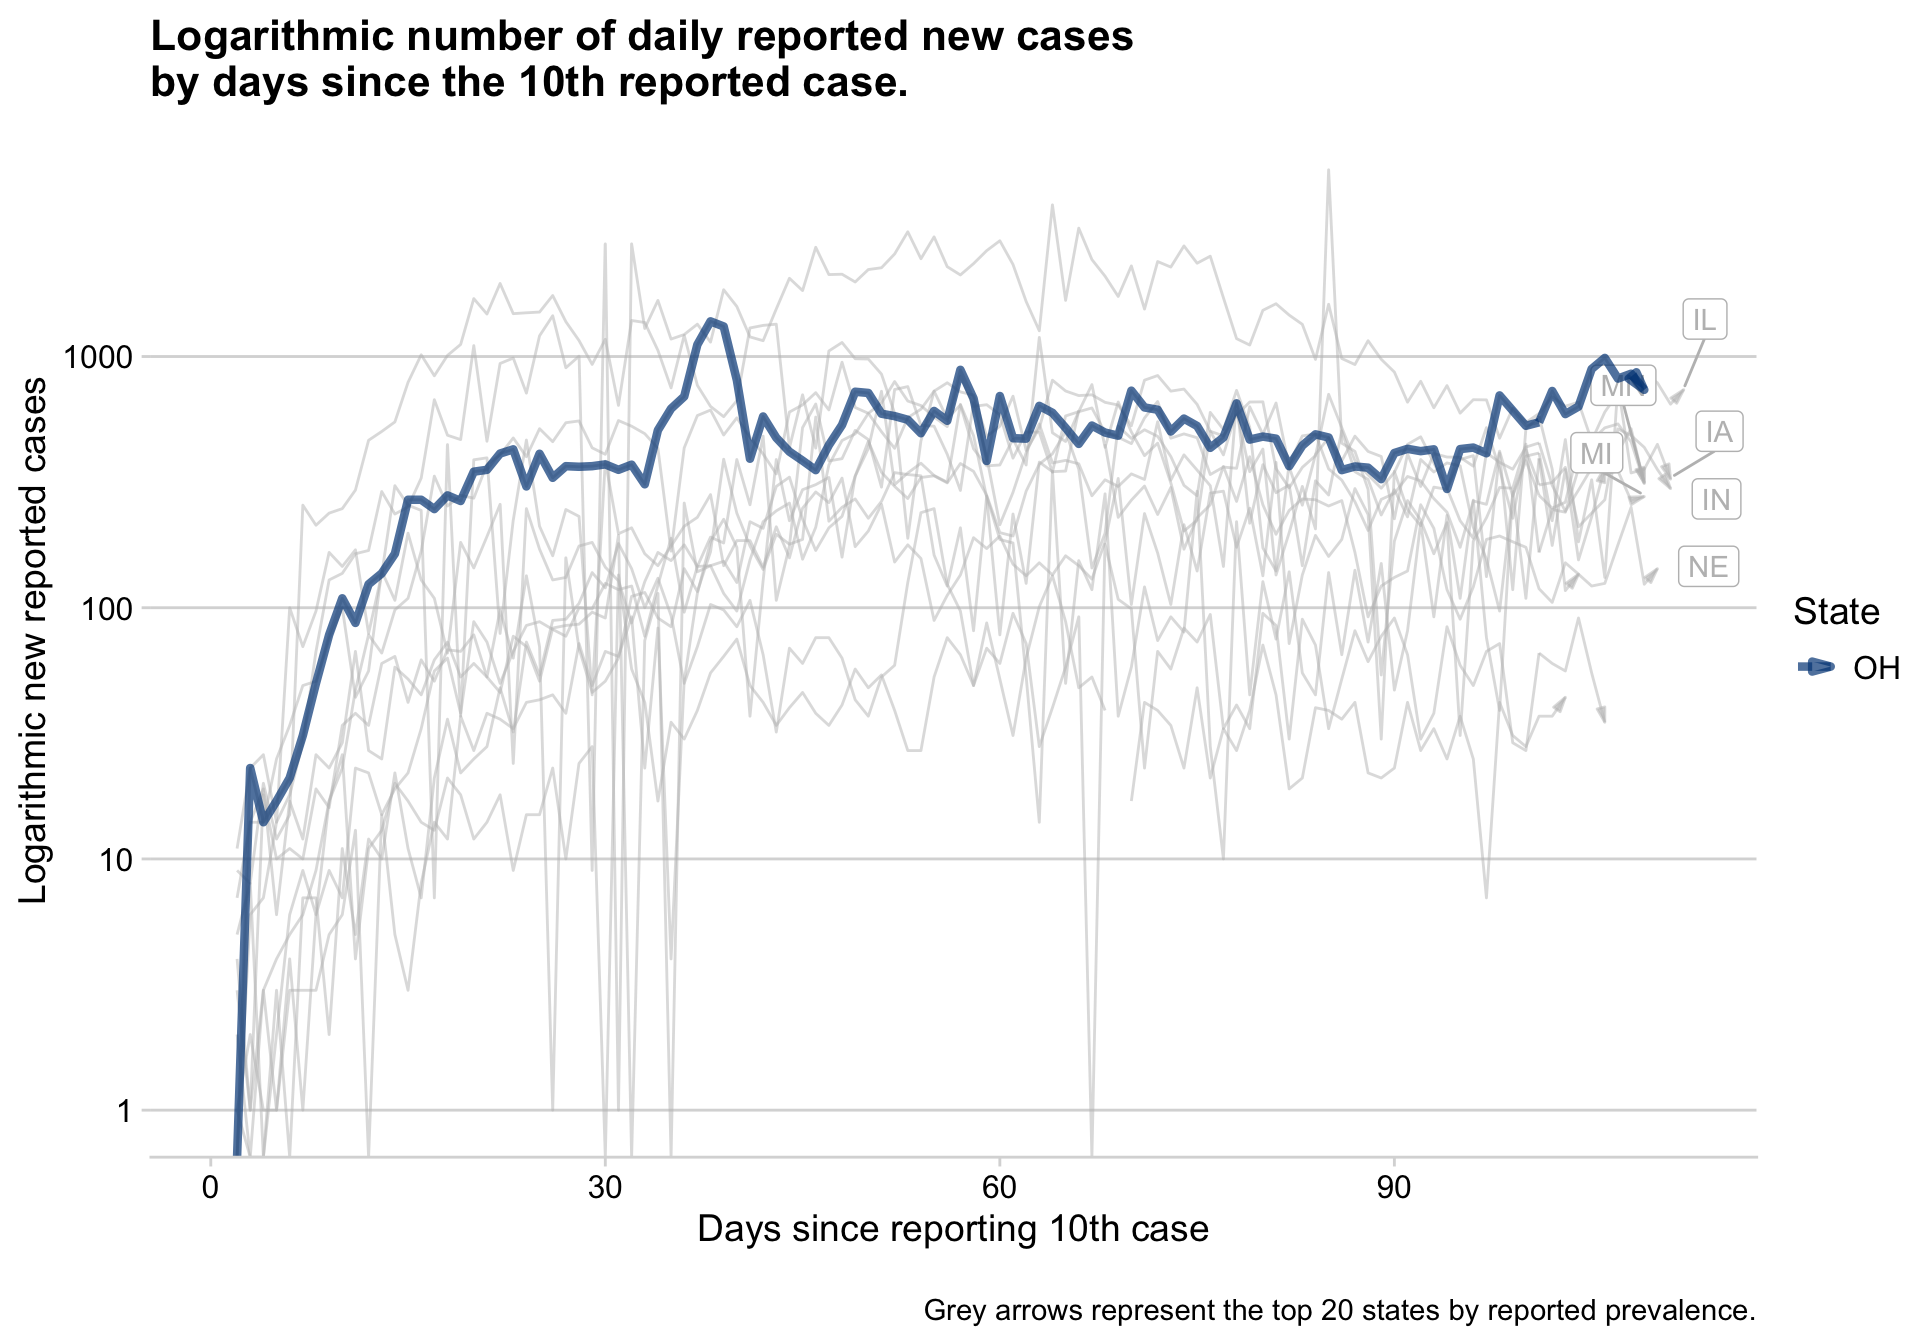 Logarithmic number of daily reported new cases
by days since the 10th reported case.
Logarithmic new reported cases
1000
100
10
1
0
30
60
90
Days since reporting 10th case
IL
IA
MI
IN
NE
State
OH
Grey arrows represent the top 20 states by reported prevalence.